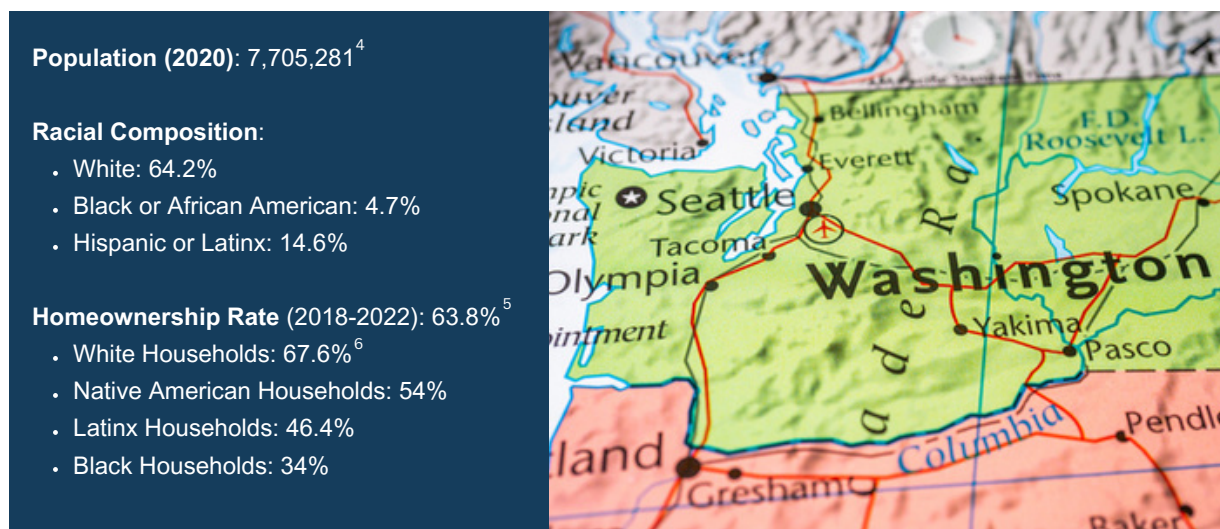 Population (2020): 7,705,281⁴
Racial Composition:
• White: 64.2%
• Black or African American: 4.7%
• Hispanic or Latinx: 14.6%
Homeownership Rate (2018-2022): 63.8%⁵
• White Households: 67.6%⁶
• Native American Households: 54%
• Latinx Households: 46.4%
• Black Households: 34%
Vancouver
Bellingham
F.D.
Roosevelt L.
Victoria
Everett
Seattle
Spokane
Tacoma
Washington
Olympia
Yakima
Pasco
Columbia
Gresham